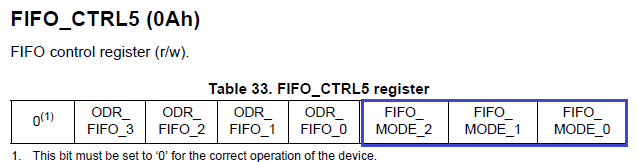 FIFO_CTRL5 (0Ah)
FIFO control register (r/w).
Table 33. FIFO_CTRL5 register
0(1) ODR_ ODR_ ODR_ ODR_ FIFO_ FIFO_ FIFO_
FIFO_3 FIFO_2 FIFO_1 FIFO_0 MODE_2 MODE_1 MODE_0
1. This bit must be set to ‘0’ for the correct operation of the device.